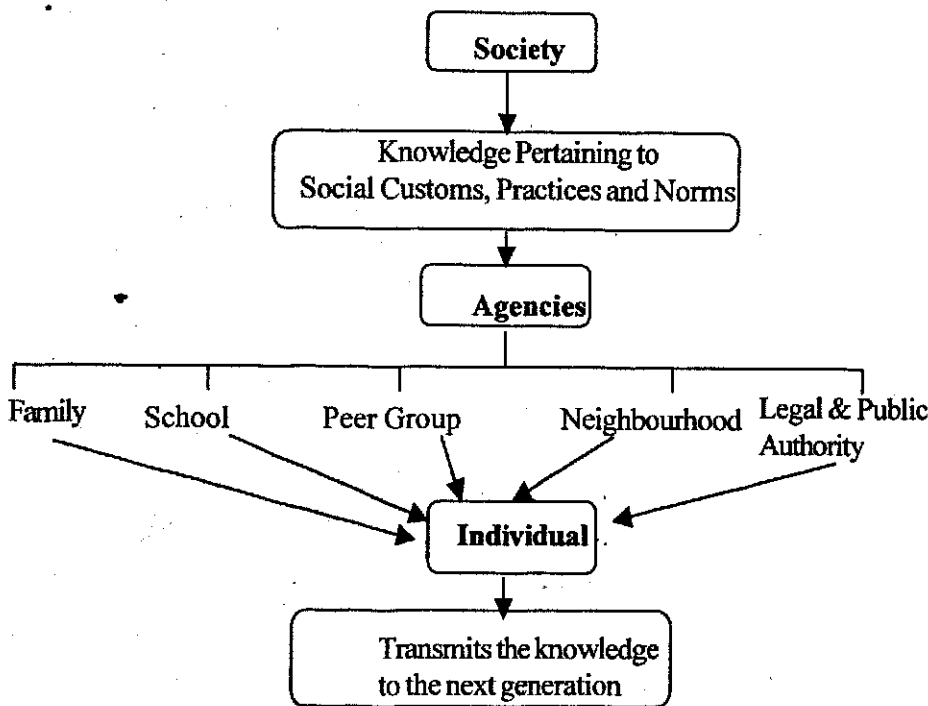 Society
Knowledge Pertaining to
Social Customs, Practices and Norms
Agencies
Family
School
Peer Group
Neighbourhood
Legal & Public
Authority
Individual
Transmits the knowledge
to the next generation